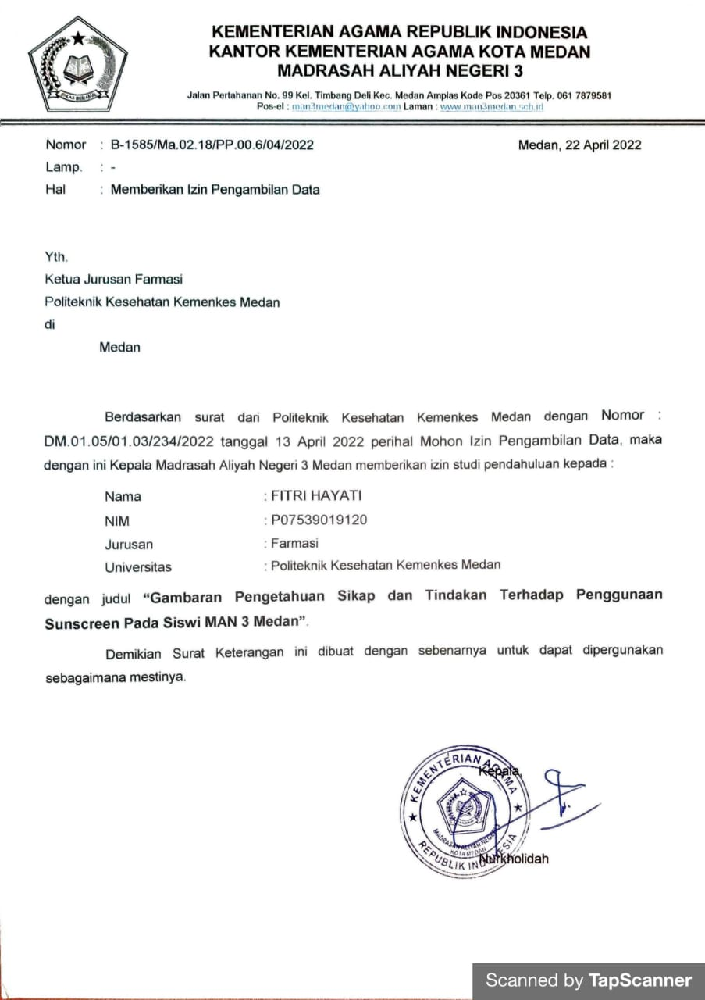 KEMENTERIAN AGAMA REPUBLIK INDONESIA
KANTOR KEMENTERIAN AGAMA KOTA MEDAN
MADRASAH ALIYAH NEGERI 3
Jalan Pertahanan No. 99 Kel. Timbang Deli Kec. Medan Amplas Kode Pos 20361 Telp. 061 7879581
Pos-el : man3medan@yahoo.com Laman : www.man3medan.sch.id
Nomor : B-1585/Ma.02.18/PP.00.6/04/2022 Medan, 22 April 2022
Lamp. : -
Hal : Memberikan Izin Pengambilan Data
Yth.
Ketua Jurusan Farmasi
Politeknik Kesehatan Kemenkes Medan
di
Medan
Berdasarkan surat dari Politeknik Kesehatan Kemenkes Medan dengan Nomor :
DM.01.05/01.03/234/2022 tanggal 13 April 2022 perihal Mohon Izin Pengambilan Data, maka
dengan ini Kepala Madrasah Aliyah Negeri 3 Medan memberikan izin studi pendahuluan kepada :
Nama : FITRI HAYATI
NIM : P07539019120
Jurusan : Farmasi
Universitas : Politeknik Kesehatan Kemenkes Medan
dengan judul “Gambaran Pengetahuan Sikap dan Tindakan Terhadap Penggunaan
Sunscreen Pada Siswi MAN 3 Medan”.
Demikian Surat Keterangan ini dibuat dengan sebenarnya untuk dapat dipergunakan
sebagaimana mestinya.
Kepala,
KEMENTERIAN AGAMA
MADRASAH ALIYAH NEGERI 3
KOTA MEDAN
REPUBLIK INDONESIA
Nurkholidah
Scanned by TapScanner